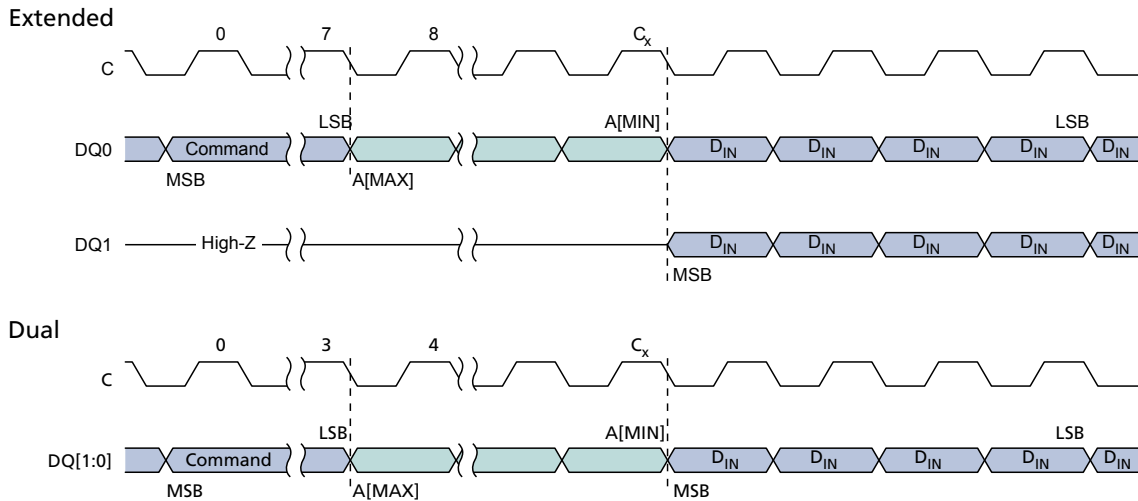 Extended
0 7 8 Cx
C
LSB A[MIN] LSB
DQ0 Command DIN DIN DIN DIN DIN
MSB A[MAX]
DQ1 High-Z DIN DIN DIN DIN DIN
MSB
Dual
0 3 4 Cx
C
LSB A[MIN] LSB
DQ[1:0] Command DIN DIN DIN DIN DIN
MSB A[MAX] MSB